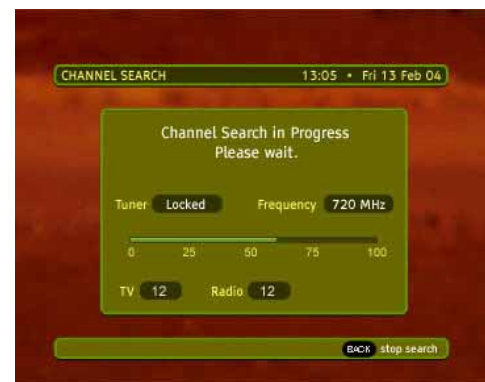 CHANNEL SEARCH 13:05 • Fri 13 Feb 04
Channel Search in Progress
Please wait.
Tuner Locked Frequency 720 MHz
0 25 50 75 100
TV 12 Radio 12
BACK stop search